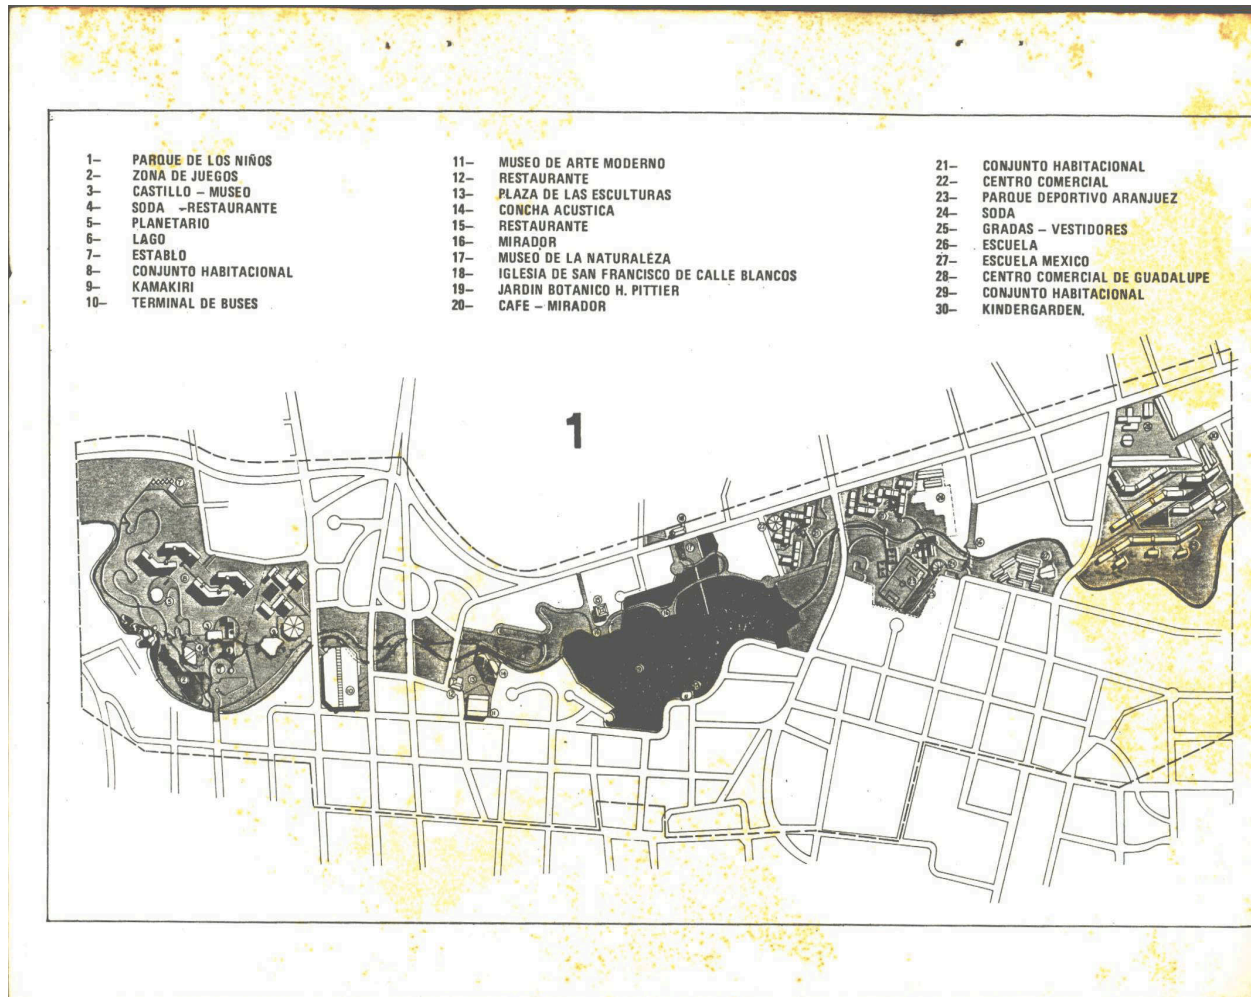 1– PARQUE DE LOS NIÑOS
2– ZONA DE JUEGOS
3– CASTILLO – MUSEO
4– SODA –RESTAURANTE
5– PLANETARIO
6– LAGO
7– ESTABLO
8– CONJUNTO HABITACIONAL
9– KAMAKIRI
10– TERMINAL DE BUSES
11– MUSEO DE ARTE MODERNO
12– RESTAURANTE
13– PLAZA DE LAS ESCULTURAS
14– CONCHA ACUSTICA
15– RESTAURANTE
16– MIRADOR
17– MUSEO DE LA NATURALEZA
18– IGLESIA DE SAN FRANCISCO DE CALLE BLANCOS
19– JARDIN BOTANICO H. PITTIER
20– CAFE – MIRADOR
21– CONJUNTO HABITACIONAL
22– CENTRO COMERCIAL
23– PARQUE DEPORTIVO ARANJUEZ
24– SODA
25– GRADAS – VESTIDORES
26– ESCUELA
27– ESCUELA MEXICO
28– CENTRO COMERCIAL DE GUADALUPE
29– CONJUNTO HABITACIONAL
30– KINDERGARDEN.
1